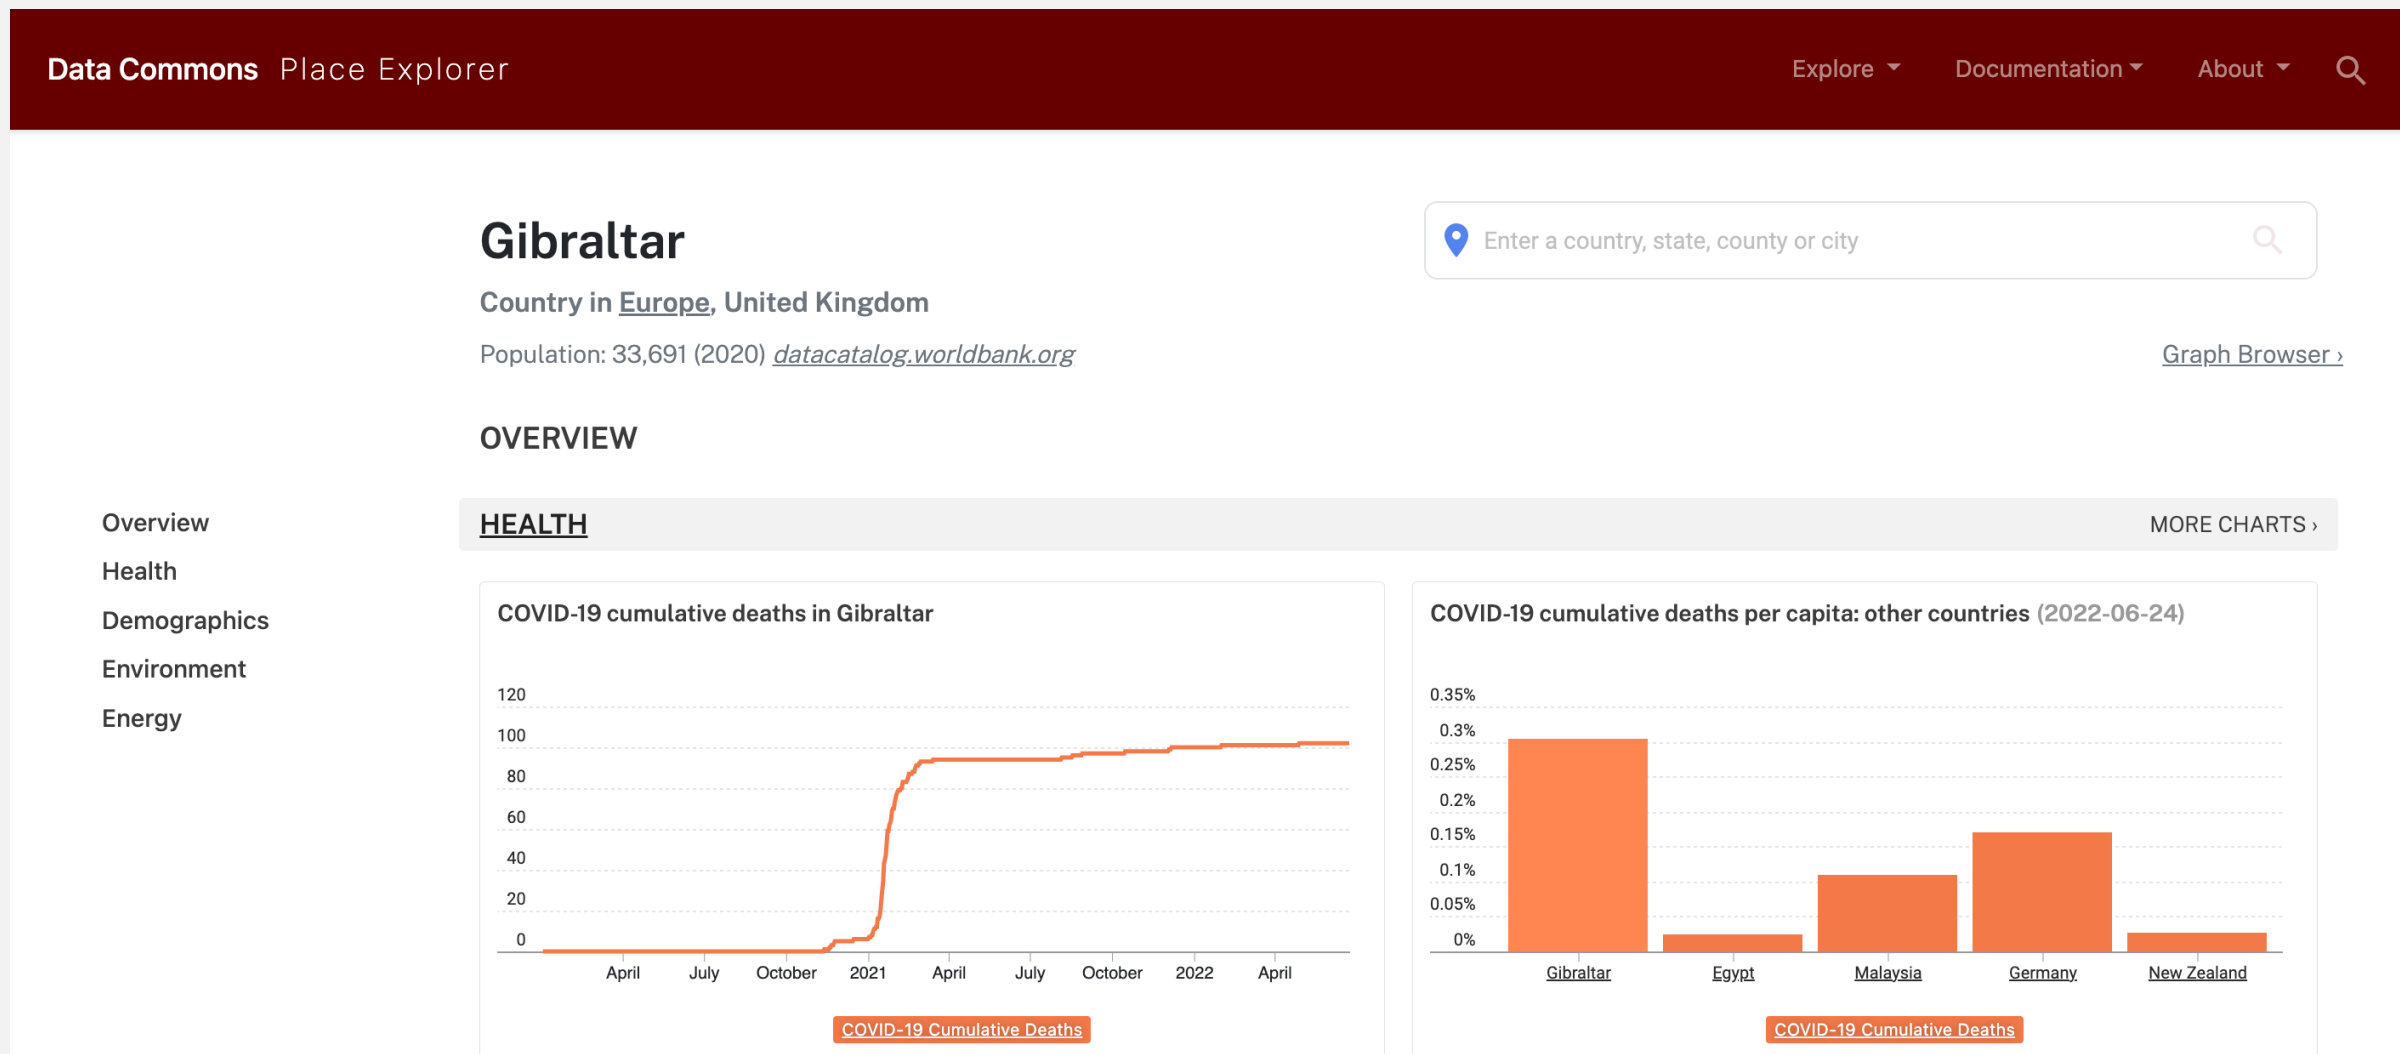 Data Commons Place Explorer
Explore
Documentation
About
Gibraltar
Enter a country, state, county or city
Country in Europe, United Kingdom
Population: 33,691 (2020) datacatalog.worldbank.org
Graph Browser ›
OVERVIEW
Overview
Health
Demographics
Environment
Energy
HEALTH
MORE CHARTS ›
COVID-19 cumulative deaths in Gibraltar
120
100
80
60
40
20
0
April July October 2021 April July October 2022 April
COVID-19 Cumulative Deaths
COVID-19 cumulative deaths per capita: other countries (2022-06-24)
0.35%
0.3%
0.25%
0.2%
0.15%
0.1%
0.05%
0%
Gibraltar Egypt Malaysia Germany New Zealand
COVID-19 Cumulative Deaths